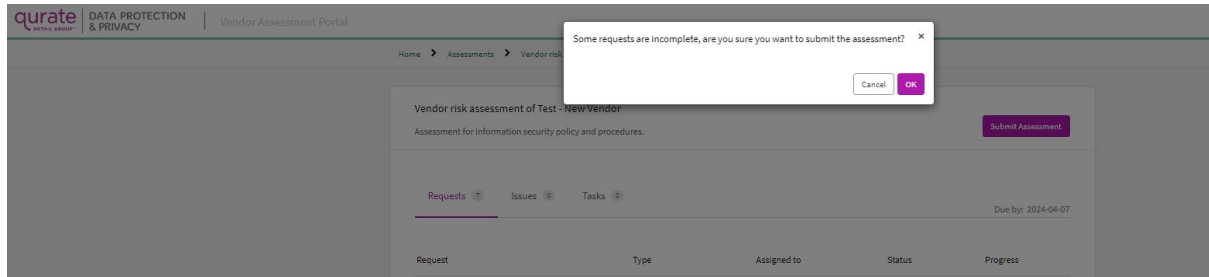 qurate
RETAIL GROUP
DATA PROTECTION
& PRIVACY
Vendor Assessment Portal
Some requests are incomplete, are you sure you want to submit the assessment? ×
Cancel OK
Home > Assessments > Vendor risk
Vendor risk assessment of Test - New Vendor
Assessment for information security policy and procedures.
Submit Assessment
Requests Issues Tasks
Due by: 2024-04-07
Request Type Assigned to Status Progress